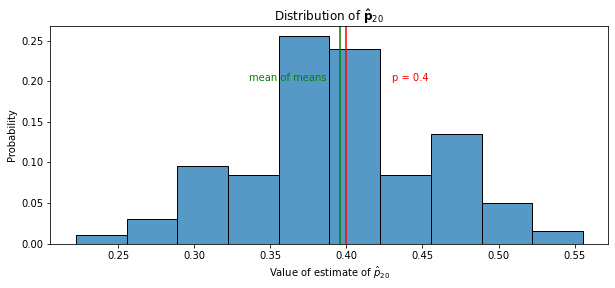 Distribution of p̂₂₀
0.25
0.20
0.15
0.10
0.05
0.00
Probability
mean of means
p = 0.4
0.25 0.30 0.35 0.40 0.45 0.50 0.55
Value of estimate of p̂₂₀